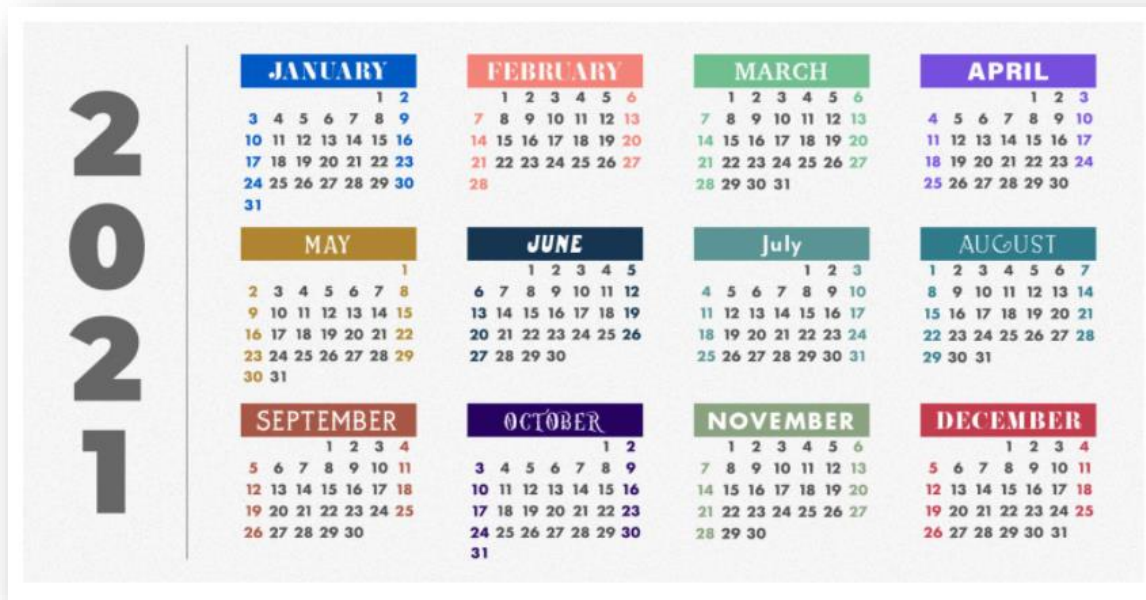 2
0
2
1
JANUARY
1 2
3 4 5 6 7 8 9
10 11 12 13 14 15 16
17 18 19 20 21 22 23
24 25 26 27 28 29 30
31
FEBRUARY
1 2 3 4 5 6
7 8 9 10 11 12 13
14 15 16 17 18 19 20
21 22 23 24 25 26 27
28
MARCH
1 2 3 4 5 6
7 8 9 10 11 12 13
14 15 16 17 18 19 20
21 22 23 24 25 26 27
28 29 30 31
APRIL
1 2 3
4 5 6 7 8 9 10
11 12 13 14 15 16 17
18 19 20 21 22 23 24
25 26 27 28 29 30
MAY
1
2 3 4 5 6 7 8
9 10 11 12 13 14 15
16 17 18 19 20 21 22
23 24 25 26 27 28 29
30 31
JUNE
1 2 3 4 5
6 7 8 9 10 11 12
13 14 15 16 17 18 19
20 21 22 23 24 25 26
27 28 29 30
July
1 2 3
4 5 6 7 8 9 10
11 12 13 14 15 16 17
18 19 20 21 22 23 24
25 26 27 28 29 30 31
AUGUST
1 2 3 4 5 6 7
8 9 10 11 12 13 14
15 16 17 18 19 20 21
22 23 24 25 26 27 28
29 30 31
SEPTEMBER
1 2 3 4
5 6 7 8 9 10 11
12 13 14 15 16 17 18
19 20 21 22 23 24 25
26 27 28 29 30
OCTOBER
1 2
3 4 5 6 7 8 9
10 11 12 13 14 15 16
17 18 19 20 21 22 23
24 25 26 27 28 29 30
31
NOVEMBER
1 2 3 4 5 6
7 8 9 10 11 12 13
14 15 16 17 18 19 20
21 22 23 24 25 26 27
28 29 30
DECEMBER
1 2 3 4
5 6 7 8 9 10 11
12 13 14 15 16 17 18
19 20 21 22 23 24 25
26 27 28 29 30 31